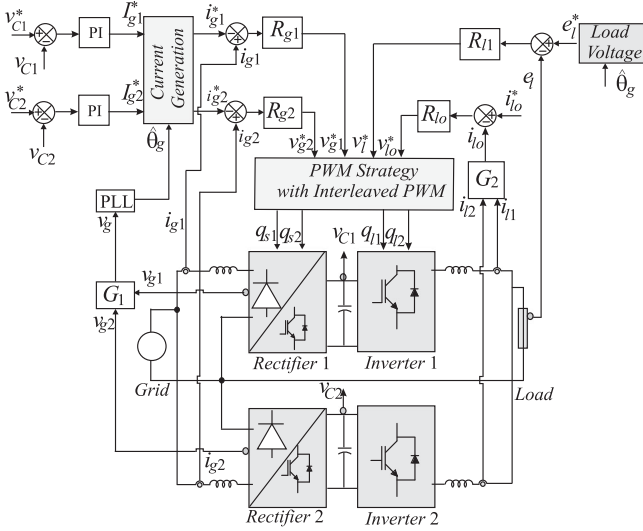 v*C1
PI
I*g1
i*g1
Rg1
vC1
ig1
Current
Generation
v*C2
PI
I*g2
i*g2
Rg2
vC2
ig2
θ̂g
Rl1
e*l
Load
Voltage
el
θ̂g
Rlo
i*lo
ilo
v*g2
v*g1
v*l
v*lo
PWM Strategy
with Interleaved PWM
G2
il2
il1
PLL
vg
ig1
qs1
qs2
vC1
ql1
ql2
G1
vg1
vg2
Grid
Rectifier 1
Inverter 1
Load
vC2
ig2
Rectifier 2
Inverter 2